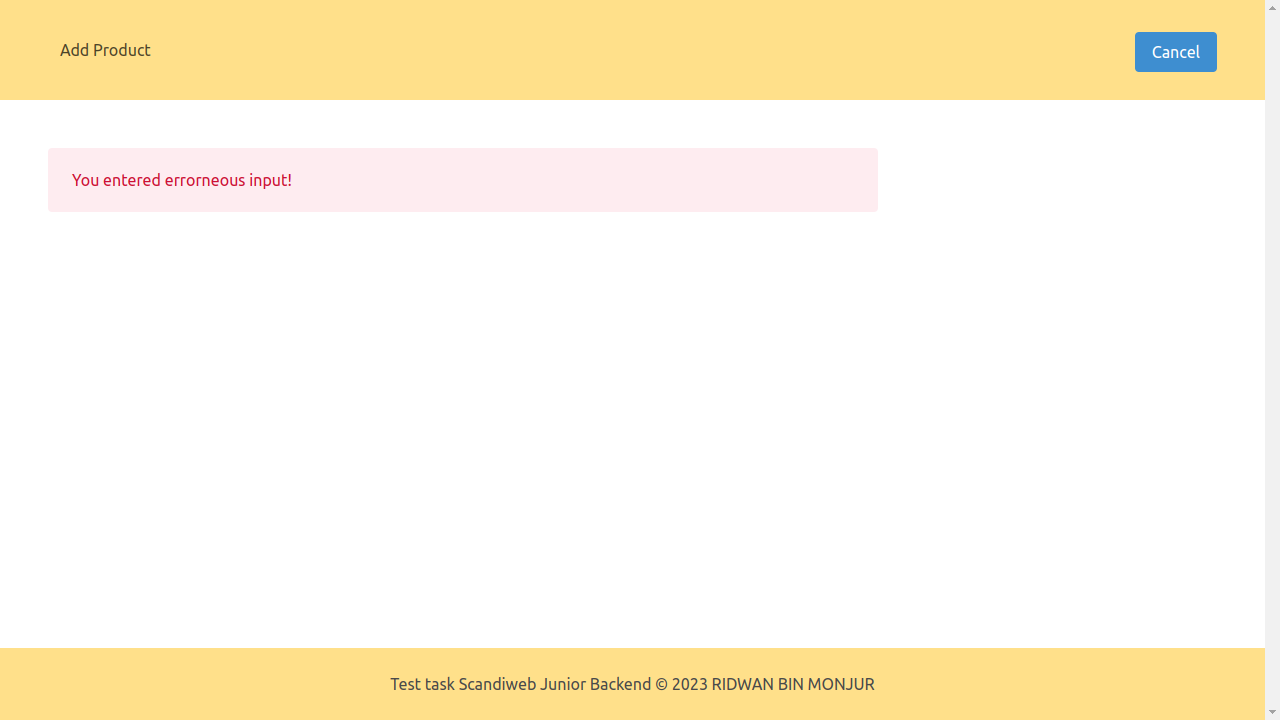 Add Product
Cancel
You entered errorneous input!
Test task Scandiweb Junior Backend © 2023 RIDWAN BIN MONJUR